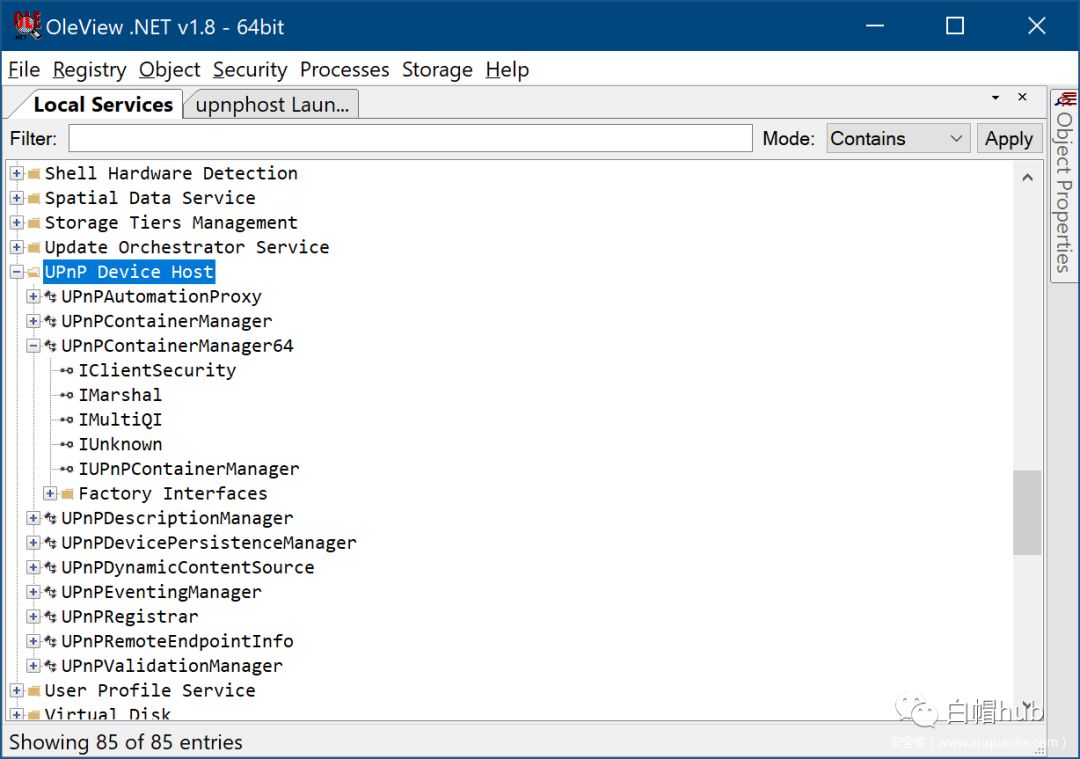 OLE
.NET
OleView .NET v1.8 - 64bit
File Registry Object Security Processes Storage Help
Local Services upnphost Laun...
Filter: Mode: Contains Apply
Object Properties
Shell Hardware Detection
Spatial Data Service
Storage Tiers Management
Update Orchestrator Service
UPnP Device Host
UPnPAutomationProxy
UPnPContainerManager
UPnPContainerManager64
IClientSecurity
IMarshal
IMultiQI
IUnknown
IUPnPContainerManager
Factory Interfaces
UPnPDescriptionManager
UPnPDevicePersistenceManager
UPnPDynamicContentSource
UPnPEventingManager
UPnPRegistrar
UPnPRemoteEndpointInfo
UPnPValidationManager
User Profile Service
Virtual Disk
白帽hub
Showing 85 of 85 entries
安全客（www.anquanke.com）